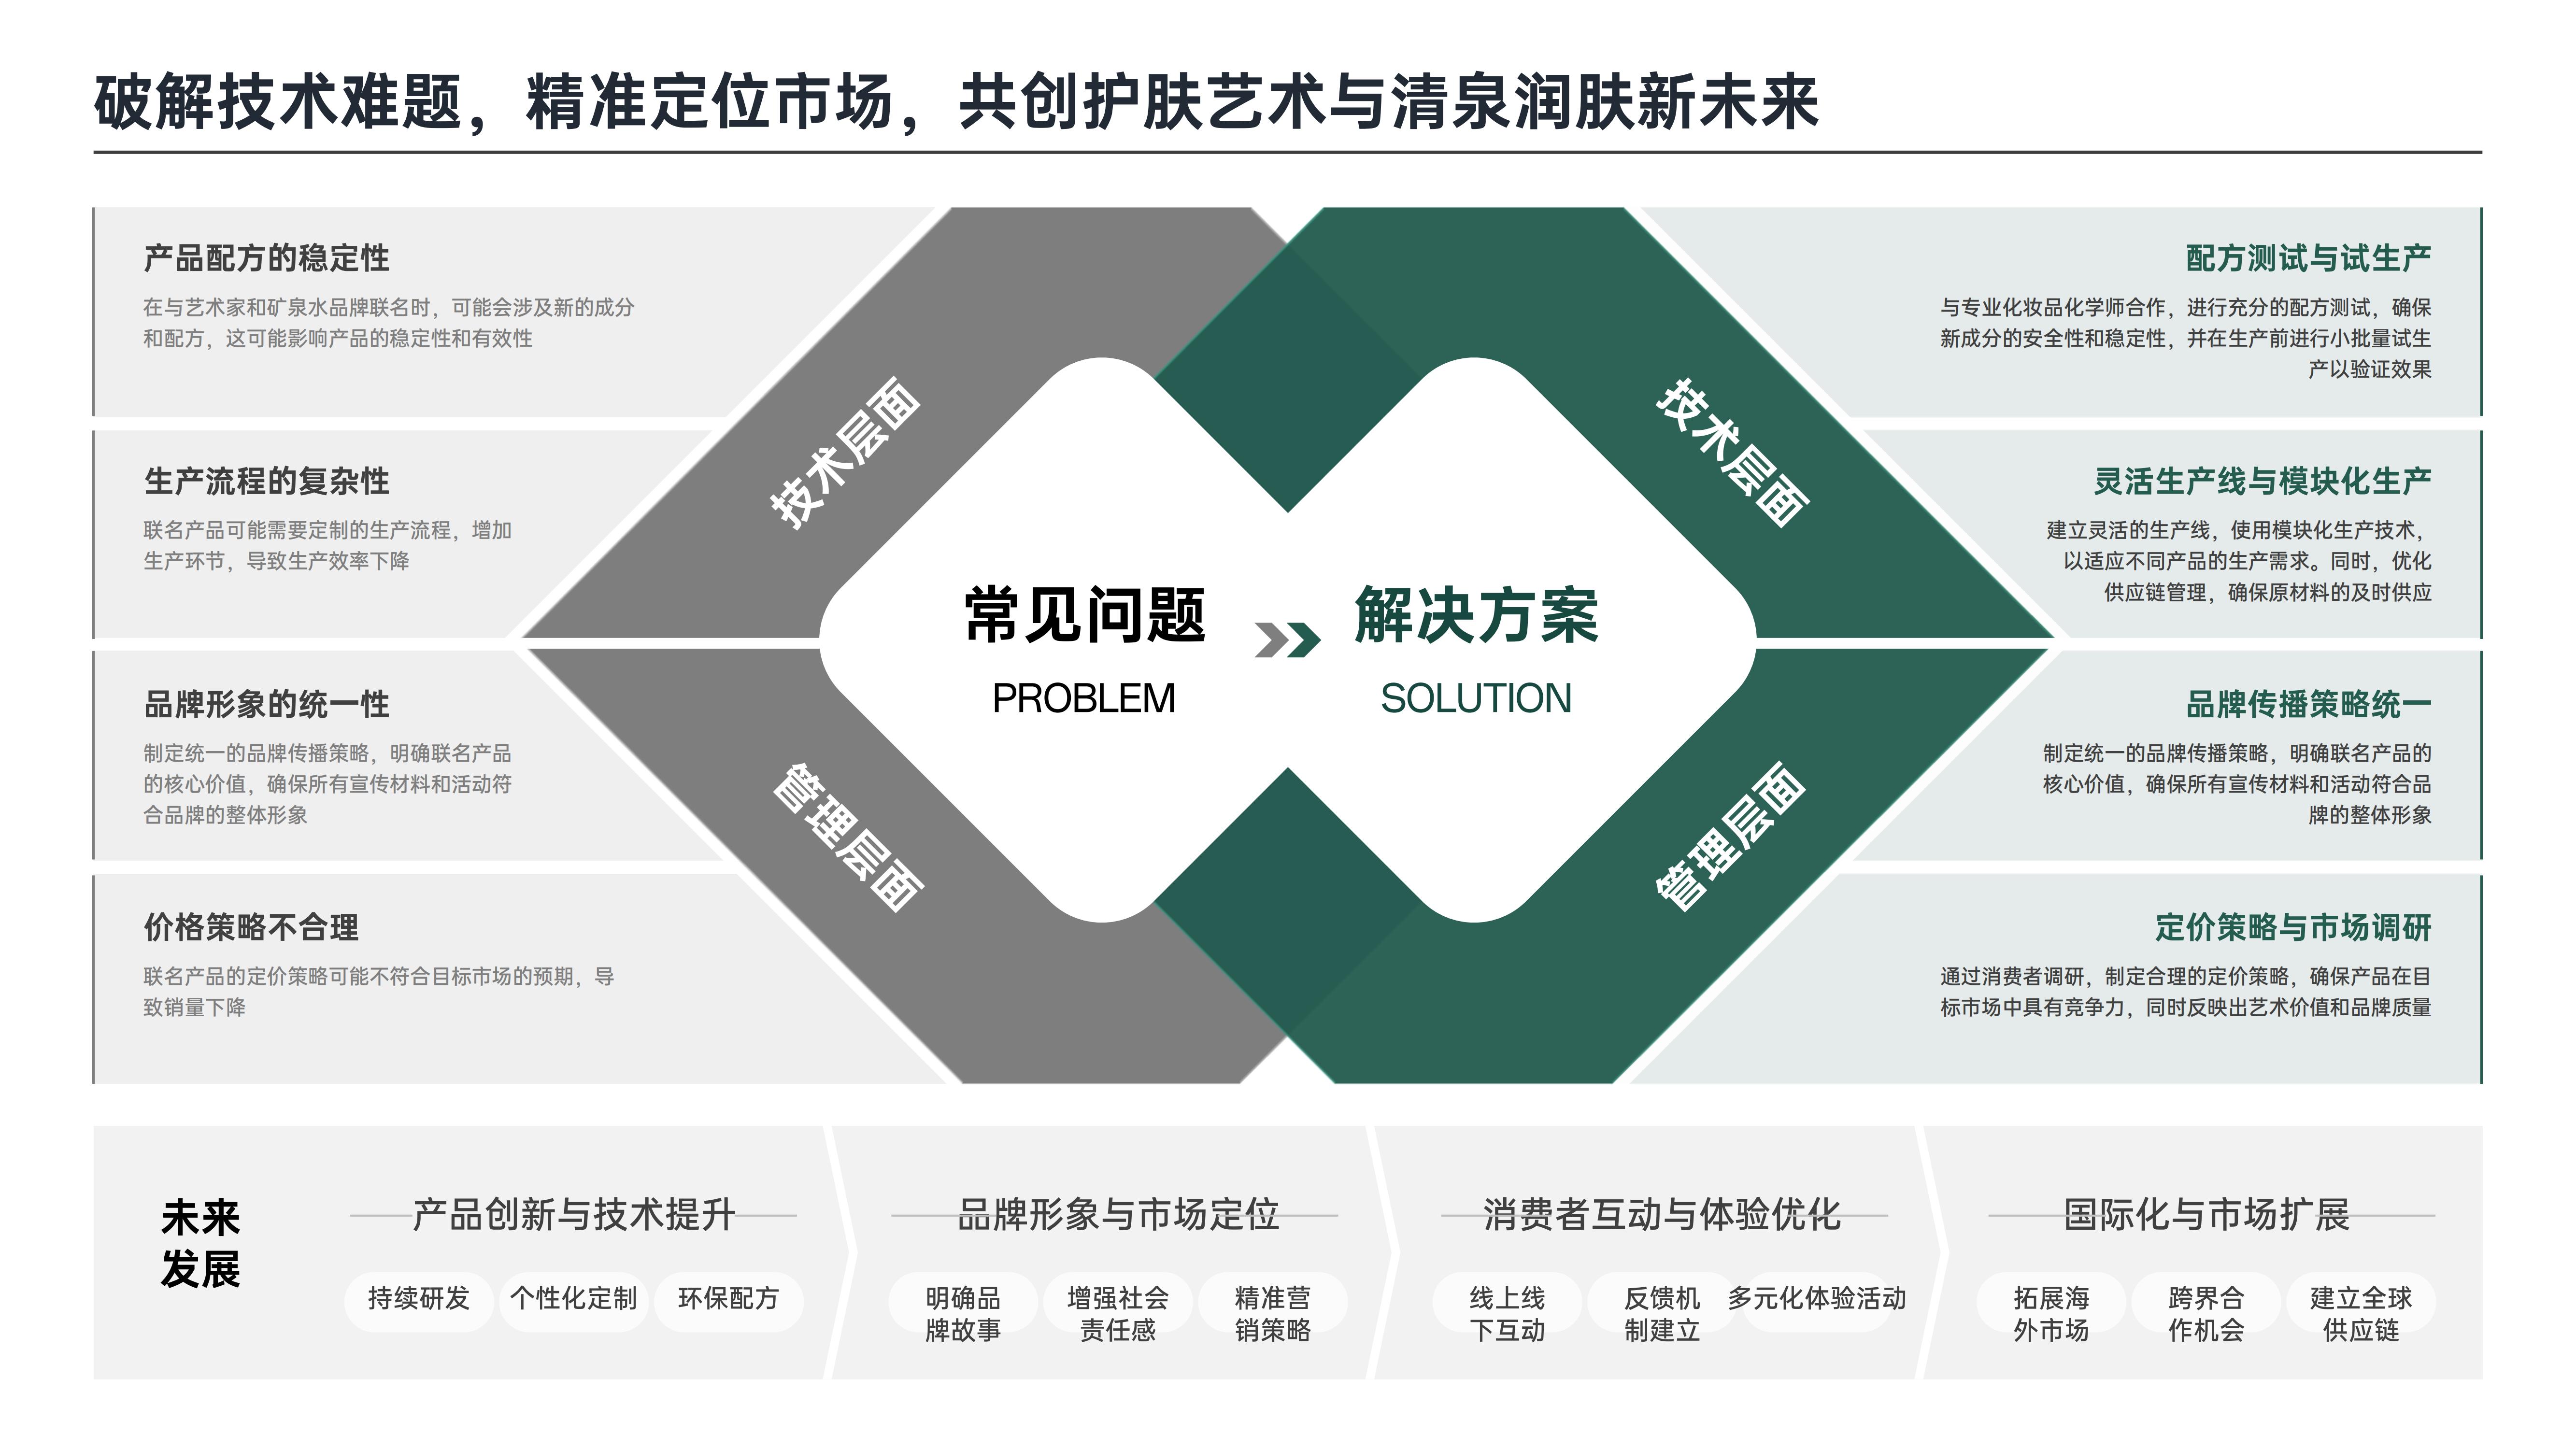 破解技术难题，精准定位市场，共创护肤艺术与清泉润肤新未来
产品配方的稳定性
在与艺术家和矿泉水品牌联名时，可能会涉及新的成分
和配方，这可能影响产品的稳定性和有效性
生产流程的复杂性
联名产品可能需要定制的生产流程，增加
生产环节，导致生产效率下降
品牌形象的统一性
制定统一的品牌传播策略，明确联名产品
的核心价值，确保所有宣传材料和活动符
合品牌的整体形象
价格策略不合理
联名产品的定价策略可能不符合目标市场的预期，导
致销量下降
技术层面
管理层面
常见问题
PROBLEM
解决方案
SOLUTION
技术层面
管理层面
配方测试与试生产
与专业化妆品化学师合作，进行充分的配方测试，确保
新成分的安全性和稳定性，并在生产前进行小批量试生
产以验证效果
灵活生产线与模块化生产
建立灵活的生产线，使用模块化生产技术，
以适应不同产品的生产需求。同时，优化
供应链管理，确保原材料的及时供应
品牌传播策略统一
制定统一的品牌传播策略，明确联名产品的
核心价值，确保所有宣传材料和活动符合品
牌的整体形象
定价策略与市场调研
通过消费者调研，制定合理的定价策略，确保产品在目
标市场中具有竞争力，同时反映出艺术价值和品牌质量
未来
发展
产品创新与技术提升
持续研发
个性化定制
环保配方
品牌形象与市场定位
明确品
牌故事
增强社会
责任感
精准营
销策略
消费者互动与体验优化
线上线
下互动
反馈机
制建立
多元化体验活动
国际化与市场扩展
拓展海
外市场
跨界合
作机会
建立全球
供应链